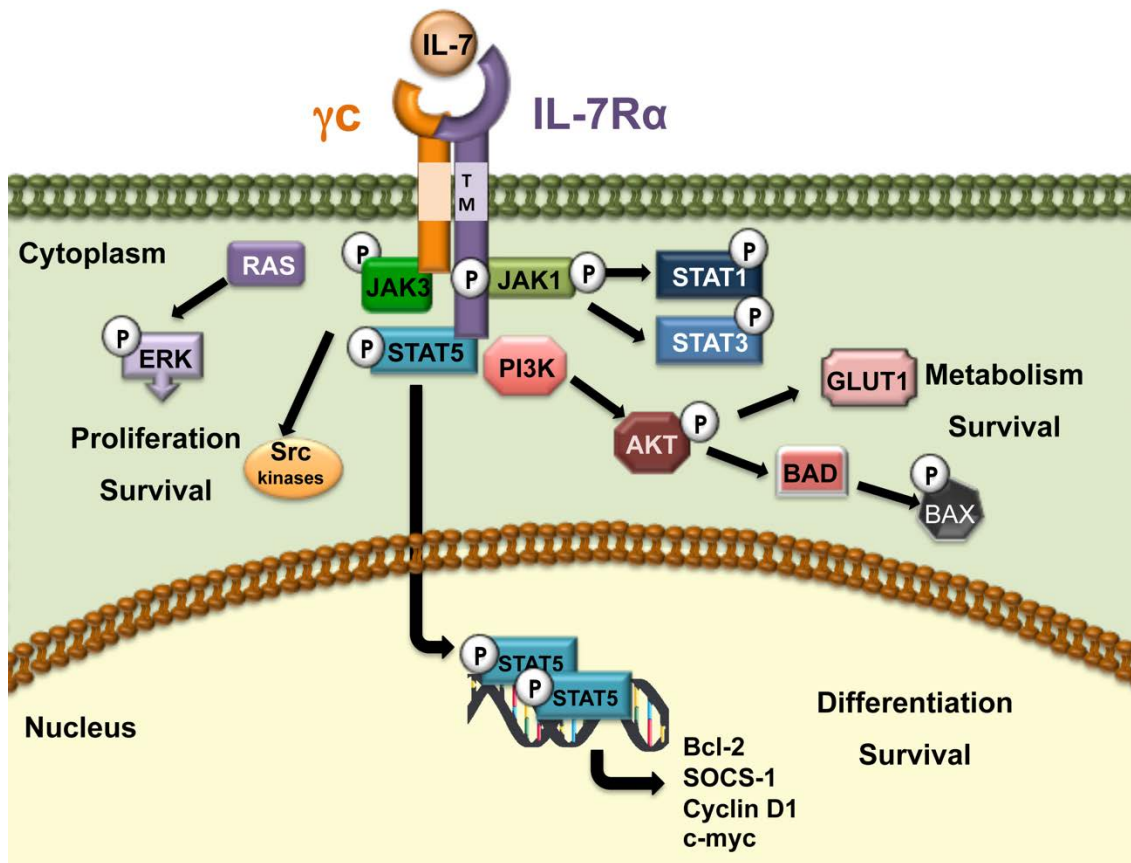 IL-7
γc
IL-7Rα
T
M
Cytoplasm
RAS
P
JAK3
P
JAK1
P
P
STAT1
P
ERK
P
STAT5
P
STAT3
P
PI3K
GLUT1
Metabolism
Survival
Proliferation
Survival
Src
kinases
AKT
P
BAD
P
BAX
P
STAT5
P
STAT5
Nucleus
Differentiation
Survival
Bcl-2
SOCS-1
Cyclin D1
c-myc